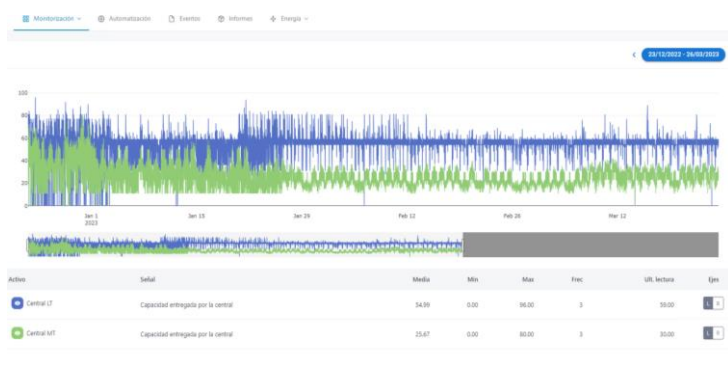 Monitorización Automatización Eventos Informes Energía
23/12/2022 - 26/03/2023
100
80
60
40
20
0
Jan 1 Jan 15 Jan 29 Feb 12 Feb 26 Mar 12
2023
Activo Señal Media Min Max Frec Ult. lectura Ejes
Central LT Capacidad entregada por la central 54.99 0.00 96.00 3 59.00 L R
Central MT Capacidad entregada por la central 25.67 0.00 80.00 3 30.00 L R